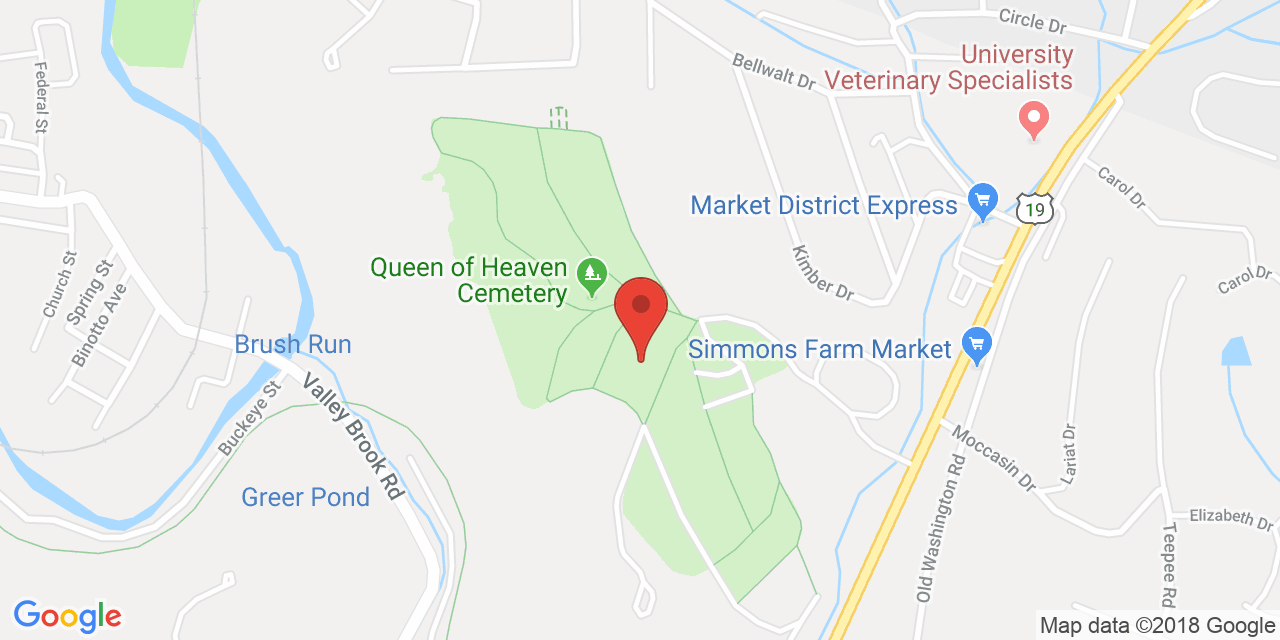 Circle Dr
University
Veterinary Specialists
Bellwalt Dr
Federal St
Carol Dr
Market District Express
19
Queen of Heaven
Cemetery
Kimber Dr
Church St
Spring St
Binotto Ave
Carol Dr
Brush Run
Simmons Farm Market
Valley Brook Rd
Buckeye St
Moccasin Dr
Lariat Dr
Greer Pond
Old Washington Rd
Elizabeth Dr
Teepee Rd
Google
Map data ©2018 Google